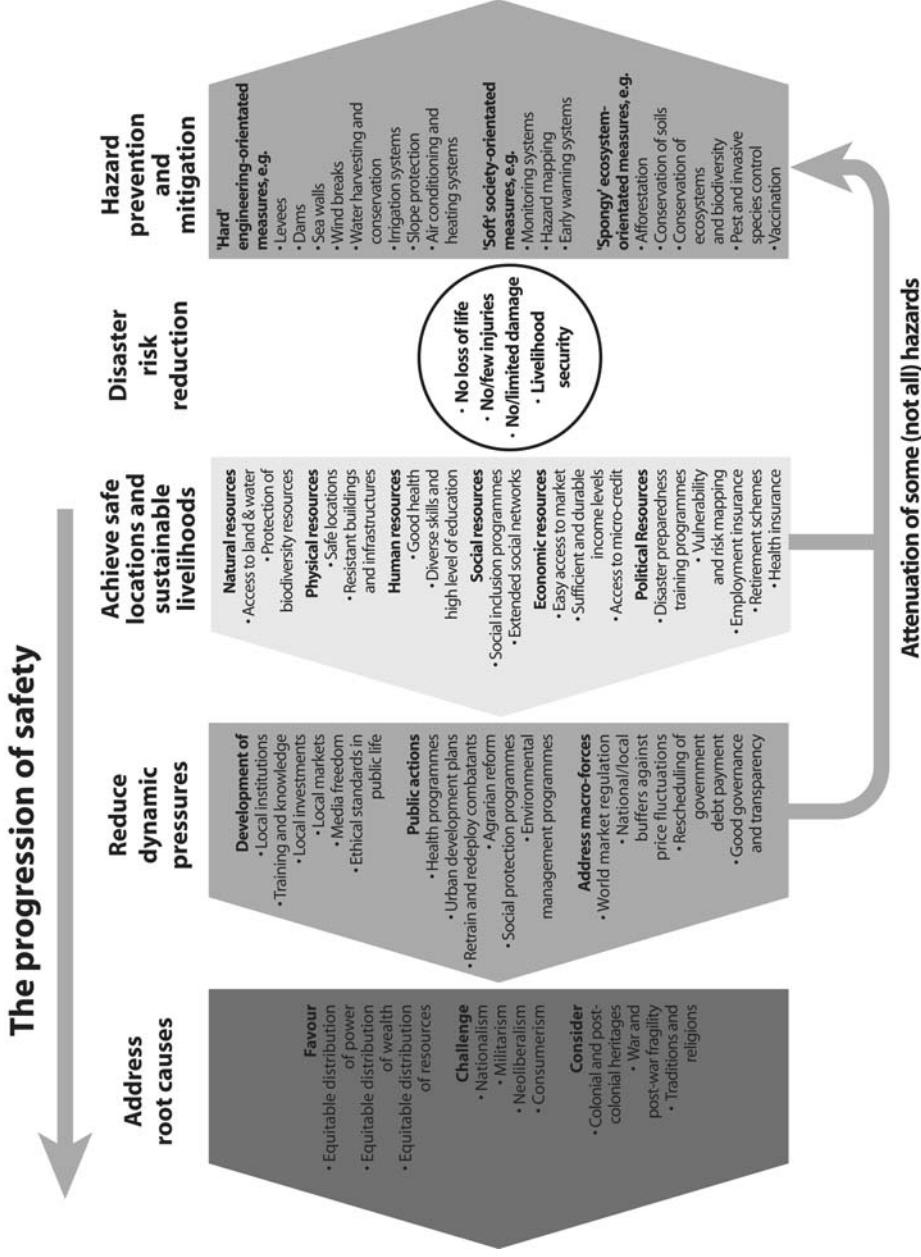 The progression of safety
Address
root causes
Favour
• Equitable distribution
of power
• Equitable distribution
of wealth
• Equitable distribution
of resources
Challenge
• Nationalism
• Militarism
• Neoliberalism
• Consumerism
Consider
• Colonial and post-
colonial heritages
• War and
post-war fragility
• Traditions and
religions
Reduce
dynamic
pressures
Development of
• Local institutions
• Training and knowledge
• Local investments
• Local markets
• Media freedom
• Ethical standards in
public life
Public actions
• Health programmes
• Urban development plans
• Retrain and redeploy combatants
• Agrarian reform
• Social protection programmes
• Environmental
management programmes
Address macro-forces
• World market regulation
• National/local
buffers against
price fluctuations
• Rescheduling of
government
debt payment
• Good governance
and transparency
Achieve safe
locations and
sustainable
livelihoods
Natural resources
• Access to land & water
• Protection of
biodiversity resources
Physical resources
• Safe locations
• Resistant buildings
and infrastructures
Human resources
• Good health
• Diverse skills and
high level of education
Social resources
• Social inclusion programmes
• Extended social networks
Economic resources
• Easy access to market
• Sufficient and durable
income levels
• Access to micro-credit
Political Resources
• Disaster preparedness
training programmes
• Vulnerability
and risk mapping
• Employment insurance
• Retirement schemes
• Health insurance
Disaster
risk
reduction
• No loss of life
• No/few injuries
• No/limited damage
• Livelihood
security
Hazard
prevention
and
mitigation
'Hard'
engineering-orientated
measures, e.g.
• Levees
• Dams
• Sea walls
• Wind breaks
• Water harvesting and
conservation
• Irrigation systems
• Slope protection
• Air conditioning and
heating systems
'Soft' society-orientated
measures, e.g.
• Monitoring systems
• Hazard mapping
• Early warning systems
'Spongy' ecosystem-
orientated measures, e.g.
• Afforestation
• Conservation of soils
• Conservation of
ecosystems
and biodiversity
• Pest and invasive
species control
• Vaccination
Attenuation of some (not all) hazards